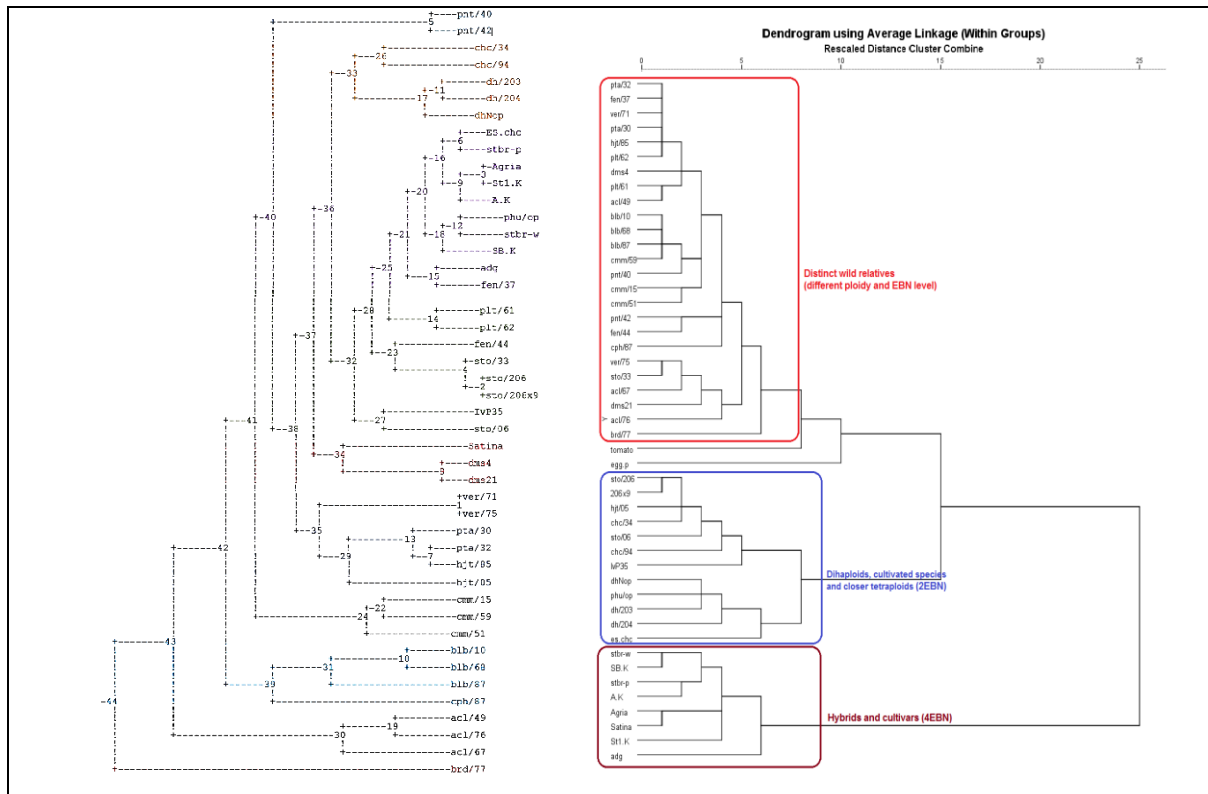 pnt/40
5
pnt/42
chc/34
26
chc/94
33
dh/203
11
17
dh/204
dhNop
ES.chc
6
stbr-p
16
Agria
3
9
St1.K
20
A.K
36
phu/op
12
stbr-w
21
18
SB.K
40
25
adg
15
fen/37
28
plt/61
14
plt/62
37
fen/44
23
sto/33
32
4
sto/206
2
sto/206x9
IvP35
27
41
38
sto/06
Satina
34
dms4
8
dms21
ver/71
1
ver/75
35
pta/30
13
42
29
pta/32
7
hjt/85
hjt/05
cmm/15
22
24
cmm/59
43
cmm/51
blb/10
10
31
blb/68
39
blb/87
44
cph/87
acl/49
19
30
acl/76
acl/67
brd/77
Dendrogram using Average Linkage (Within Groups)
Rescaled Distance Cluster Combine
0 5 10 15 20 25
pta/32
fen/37
ver/71
pta/30
hjt/85
plt/62
dms4
plt/61
acl/49
blb/10
blb/68
blb/87
cmm/59
pnt/40
cmm/15
cmm/51
pnt/42
fen/44
cph/87
ver/75
sto/33
acl/67
dms21
Y acl/76
brd/77
Distinct wild relatives
(different ploidy and EBN level)
tomato
egg.p
sto/206
206x9
hjt/05
chc/34
sto/06
chc/94
IvP35
dhNop
phu/op
dh/203
dh/204
es.chc
Dihaploids, cultivated species
and closer tetraploids (2EBN)
stbr-w
SB.K
stbr-p
A.K
Agria
Satina
St1.K
adg
Hybrids and cultivars (4EBN)